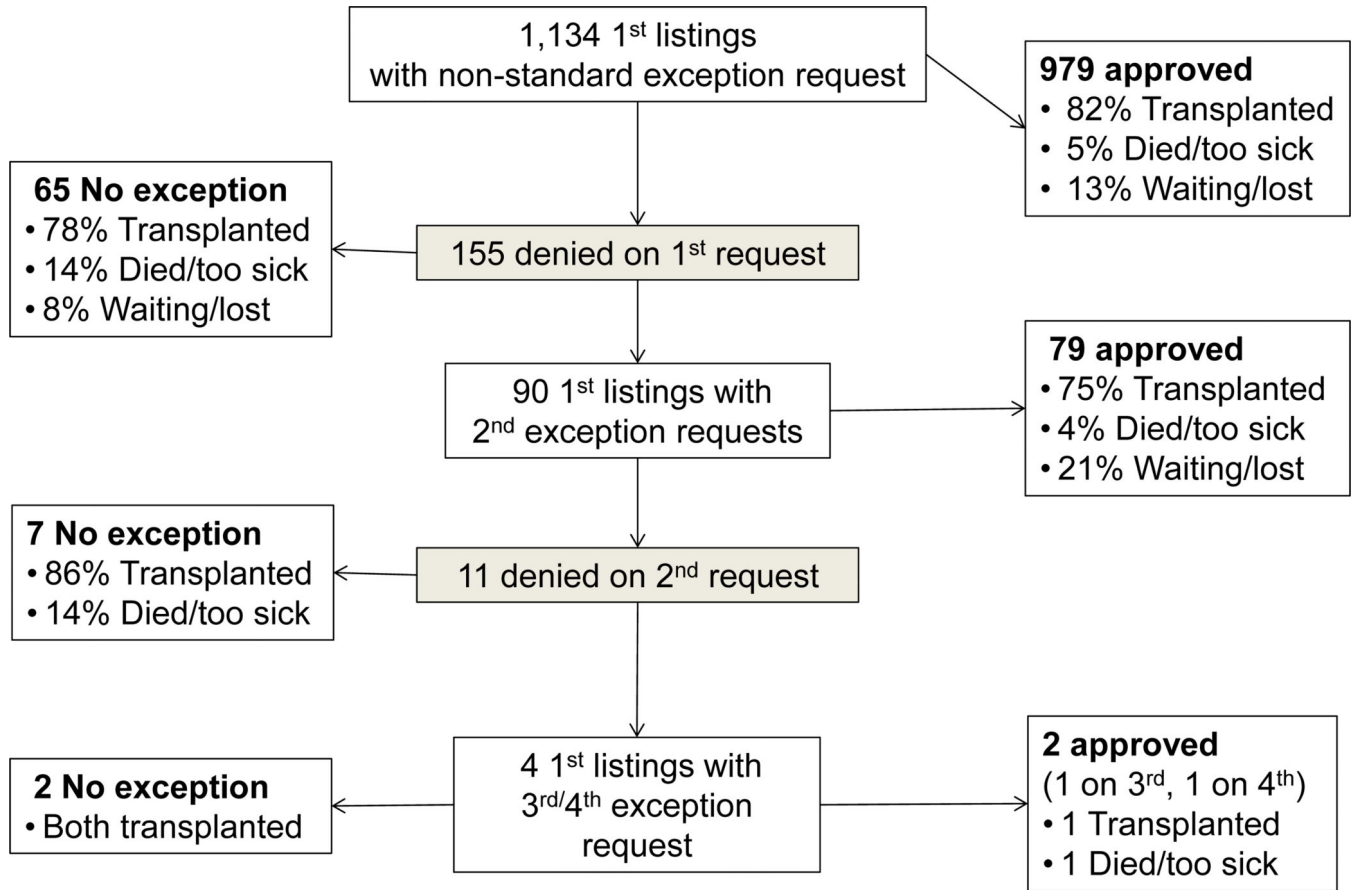 1,134 1st listings
with non-standard exception request
979 approved
• 82% Transplanted
• 5% Died/too sick
• 13% Waiting/lost
65 No exception
• 78% Transplanted
• 14% Died/too sick
• 8% Waiting/lost
155 denied on 1st request
90 1st listings with
2nd exception requests
79 approved
• 75% Transplanted
• 4% Died/too sick
• 21% Waiting/lost
7 No exception
• 86% Transplanted
• 14% Died/too sick
11 denied on 2nd request
4 1st listings with
3rd/4th exception
request
2 No exception
• Both transplanted
2 approved
(1 on 3rd, 1 on 4th)
• 1 Transplanted
• 1 Died/too sick